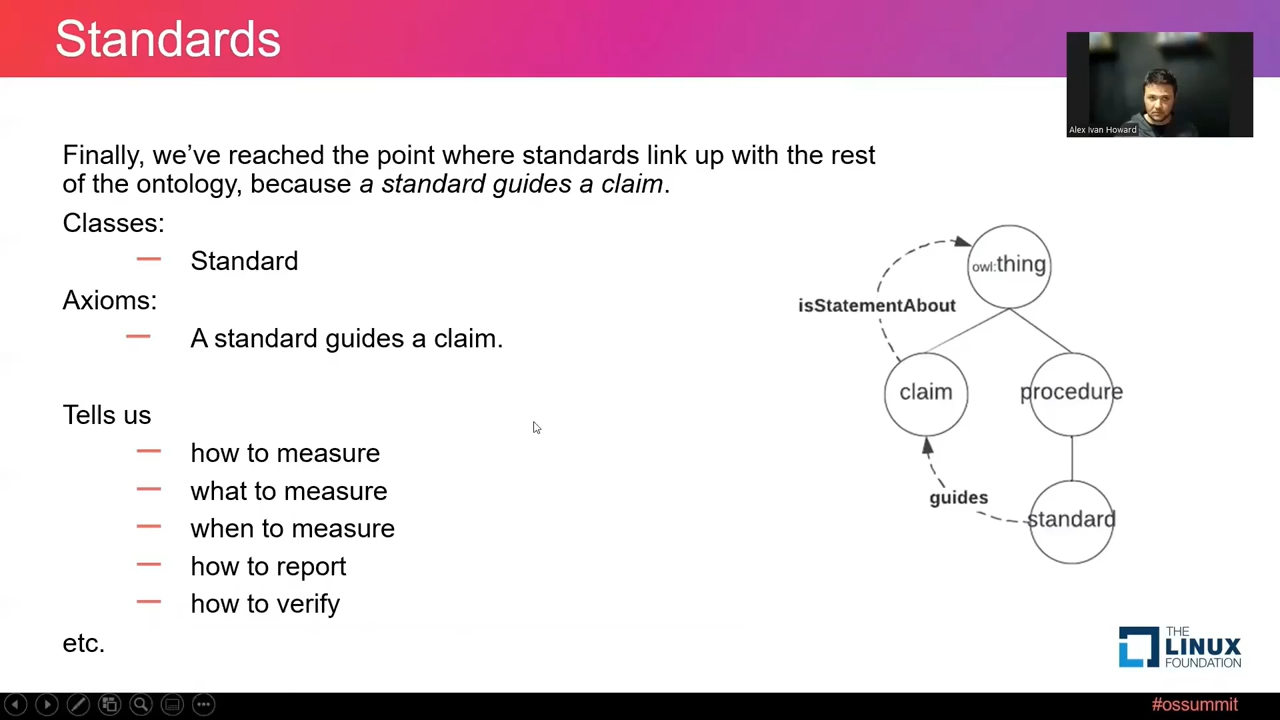 Standards
Alex Ivan Howard
Finally, we've reached the point where standards link up with the rest
of the ontology, because a standard guides a claim.
Classes:
— Standard
Axioms:
— A standard guides a claim.
Tells us
— how to measure
— what to measure
— when to measure
— how to report
— how to verify
etc.
owl:thing
isStatementAbout
claim
procedure
guides
standard
THE
LINUX
FOUNDATION
#ossummit